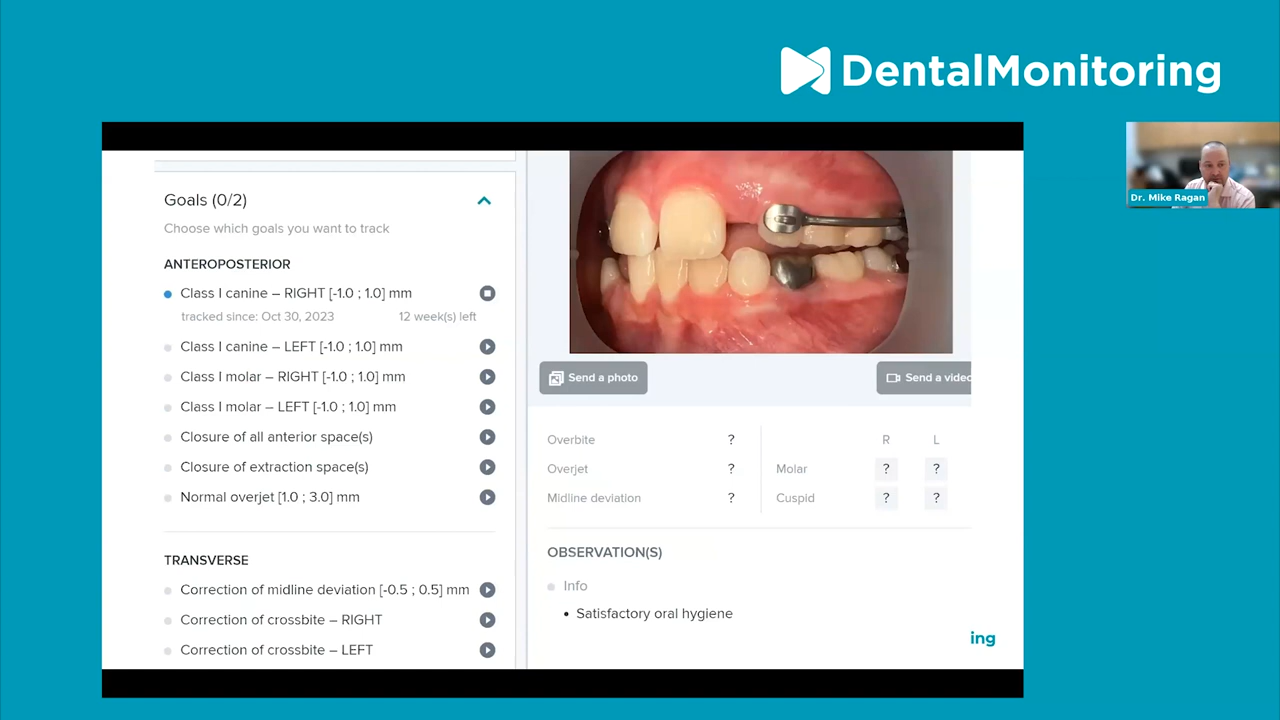 DentalMonitoring
Dr. Mike Ragan
Goals (0/2)
Choose which goals you want to track
ANTEROPOSTERIOR
Class I canine – RIGHT [-1.0 ; 1.0] mm
tracked since: Oct 30, 2023 12 week(s) left
Class I canine – LEFT [-1.0 ; 1.0] mm
Class I molar – RIGHT [-1.0 ; 1.0] mm
Class I molar – LEFT [-1.0 ; 1.0] mm
Closure of all anterior space(s)
Closure of extraction space(s)
Normal overjet [1.0 ; 3.0] mm
TRANSVERSE
Correction of midline deviation [-0.5 ; 0.5] mm
Correction of crossbite – RIGHT
Correction of crossbite – LEFT
Send a photo
Send a video
Overbite ?
Overjet ?
Midline deviation ?
R L
Molar ? ?
Cuspid ? ?
OBSERVATION(S)
Info
• Satisfactory oral hygiene
ing